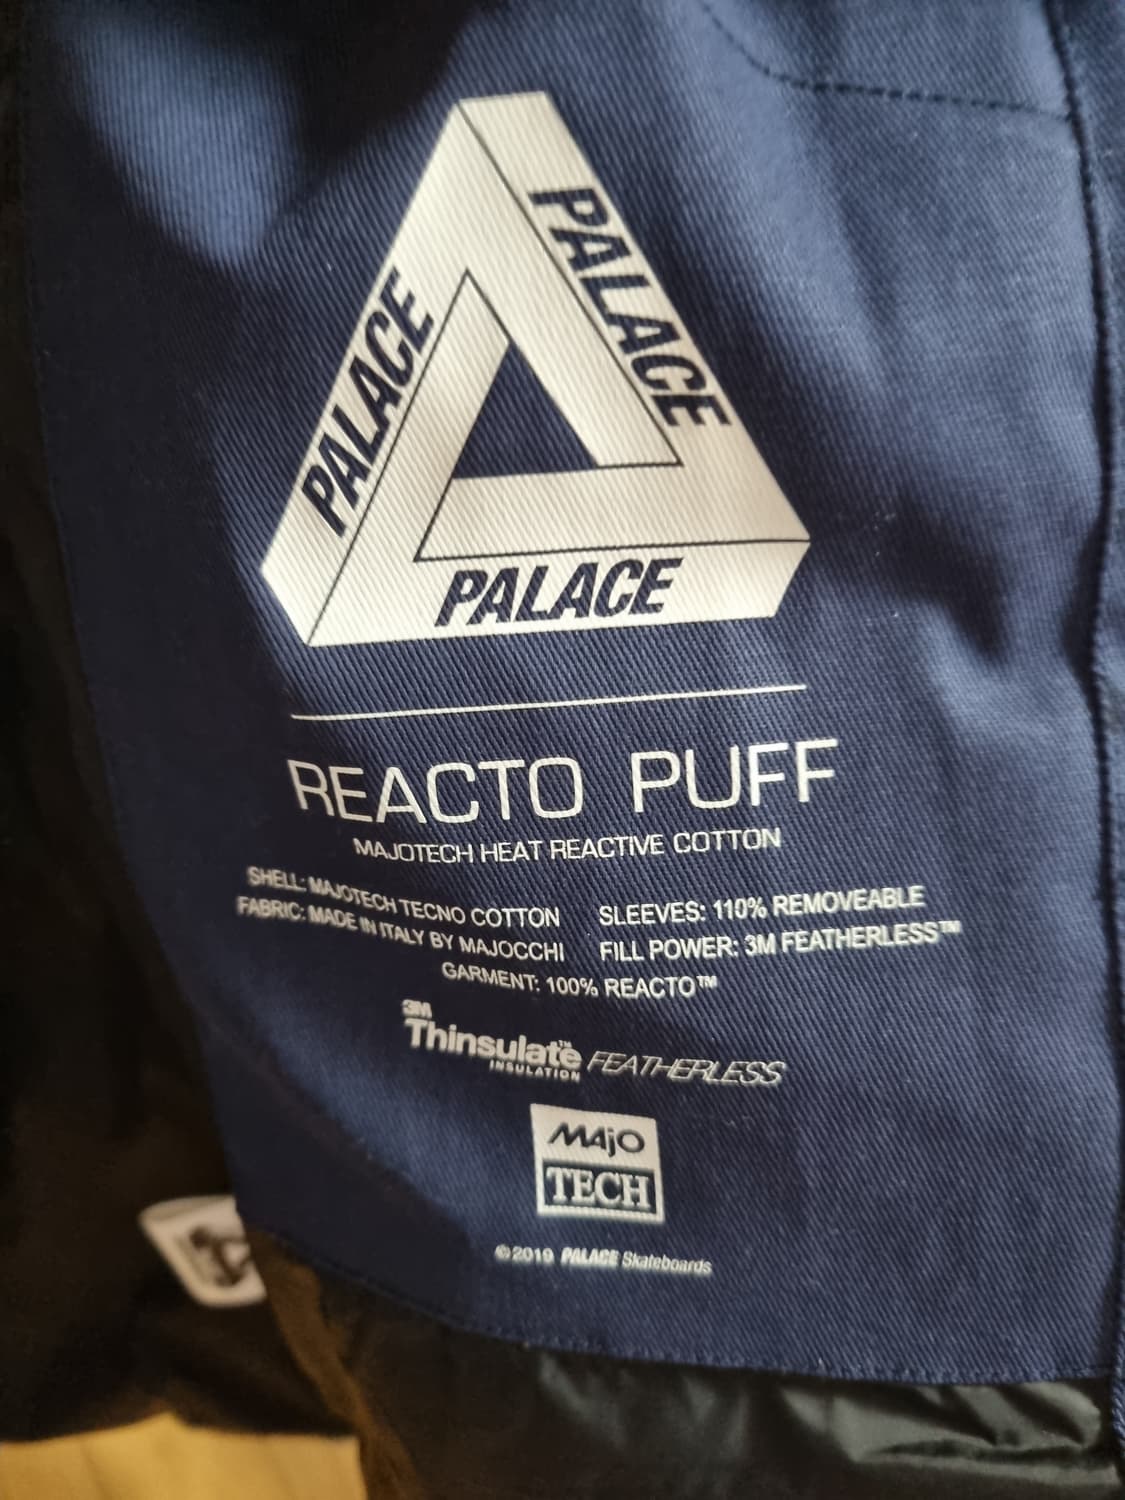 PALACE
PALACE
PALACE
REACTO PUFF
MAJOTECH HEAT REACTIVE COTTON
SHELL: MAJOTECH TECNO COTTON SLEEVES: 110% REMOVEABLE
FABRIC: MADE IN ITALY BY MAJOCCHI FILL POWER: 3M FEATHERLESS™
GARMENT: 100% REACTO™
3M
Thinsulate™ FEATHERLESS
INSULATION
MAjO
TECH
©2019 PALACE Skateboards